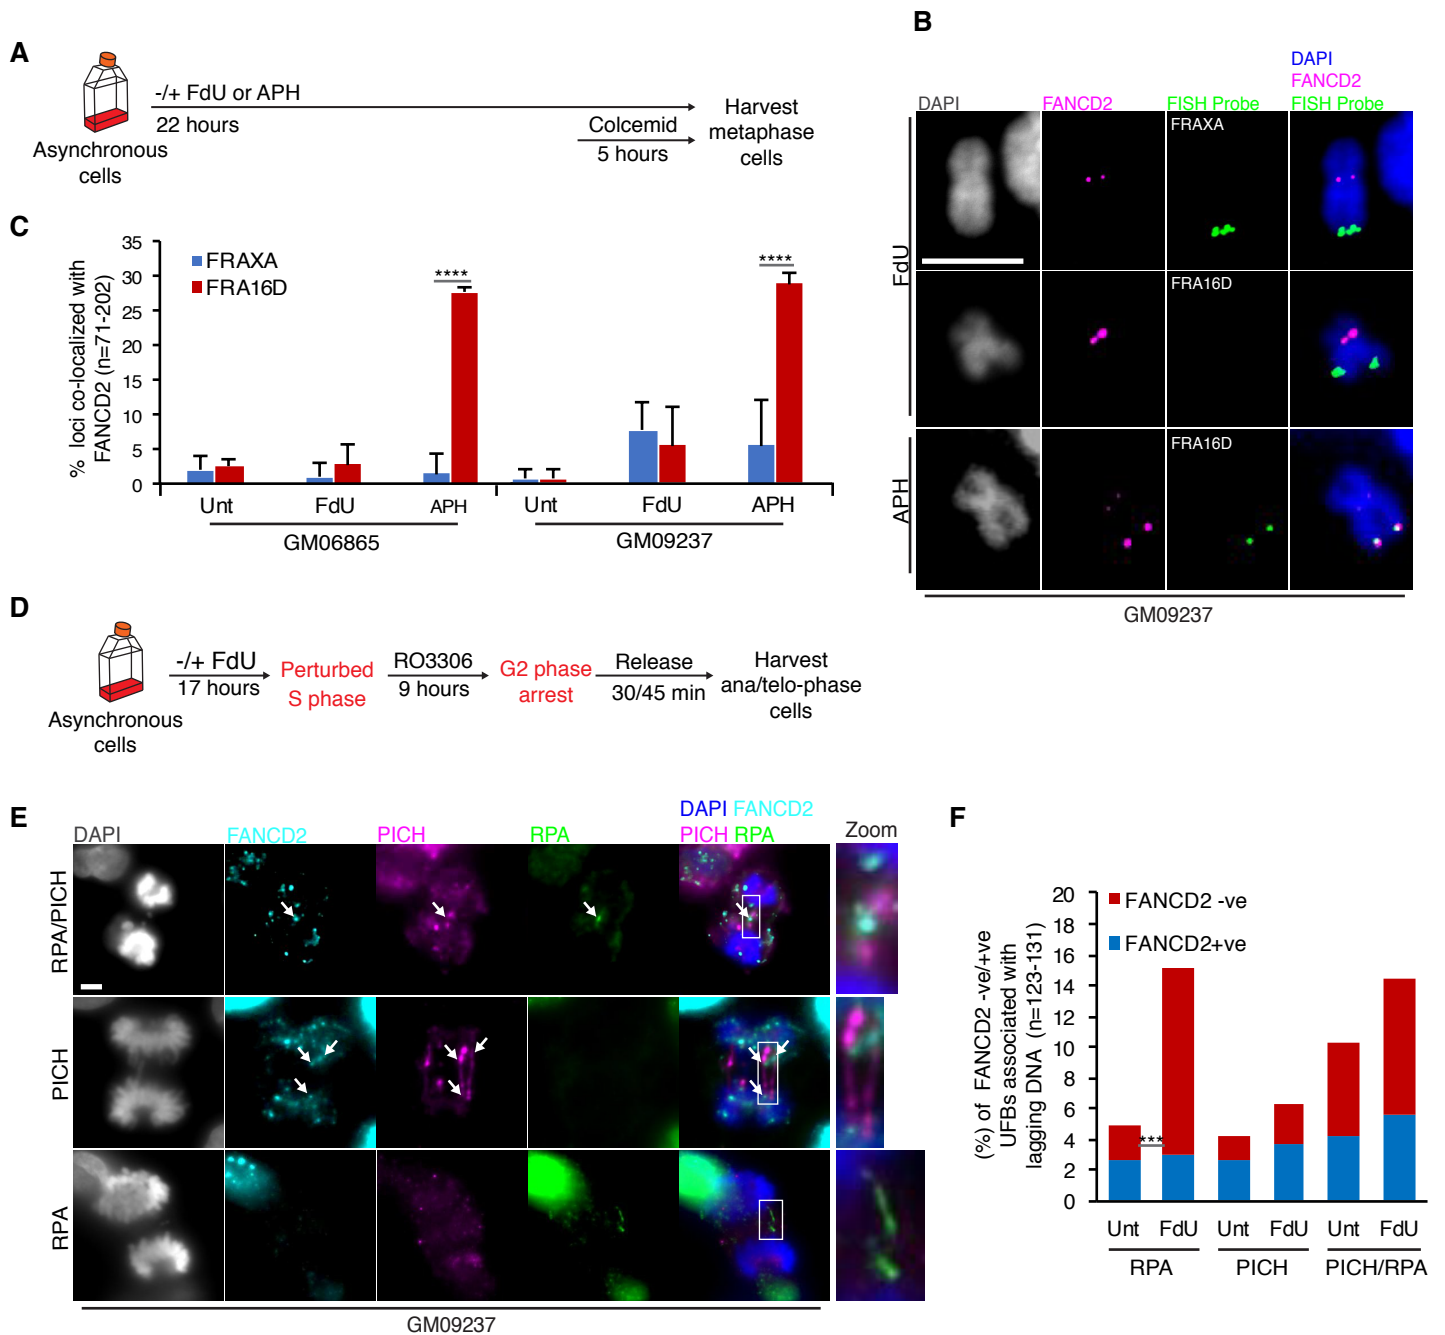 A
-/+ FdU or APH
22 hours
Colcemid
5 hours
Harvest
metaphase
cells
Asynchronous
cells
B
DAPI
FANCD2
FISH Probe
DAPI
FANCD2
FISH Probe
FdU
FRAXA
FRA16D
APH
FRA16D
GM09237
C
% loci co-localized with
FANCD2 (n=71-202)
35
30
25
20
15
10
5
0
FRAXA
FRA16D
****
****
Unt
FdU
APH
Unt
FdU
APH
GM06865
GM09237
D
-/+ FdU
17 hours
Perturbed
S phase
RO3306
9 hours
G2 phase
arrest
Release
30/45 min
Harvest
ana/telo-phase
cells
Asynchronous
cells
E
DAPI
FANCD2
PICH
RPA
DAPI FANCD2
PICH RPA
Zoom
RPA/PICH
PICH
RPA
GM09237
F
(%) of FANCD2 -ve/+ve
UFBs associated with
lagging DNA (n=123-131)
20
18
16
14
12
10
8
6
4
2
0
FANCD2 -ve
FANCD2+ve
***
Unt
FdU
Unt
FdU
Unt
FdU
RPA
PICH
PICH/RPA